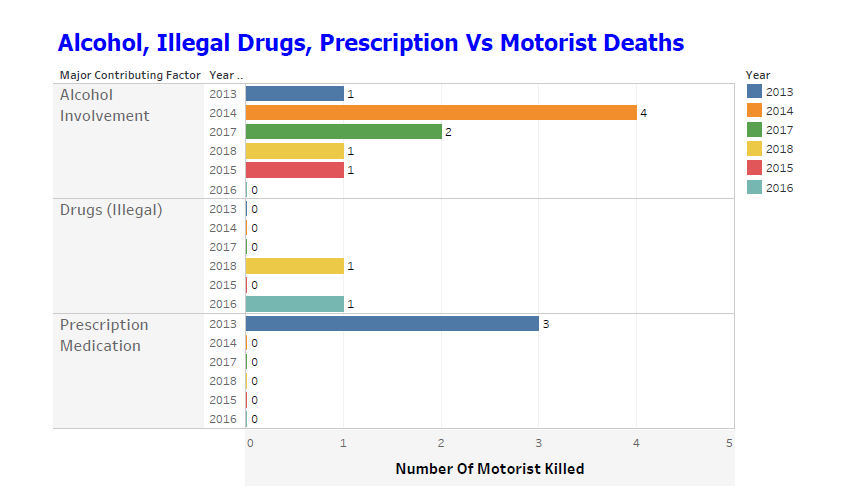 Alcohol, Illegal Drugs, Prescription Vs Motorist Deaths
Major Contributing Factor Year ..
Year
Alcohol
Involvement
2013 1
2014 4
2017 2
2018 1
2015 1
2016 0
Drugs (Illegal)
2013 0
2014 0
2017 0
2018 1
2015 0
2016 1
Prescription
Medication
2013 3
2014 0
2017 0
2018 0
2015 0
2016 0
0 1 2 3 4 5
Number Of Motorist Killed
2013
2014
2017
2018
2015
2016